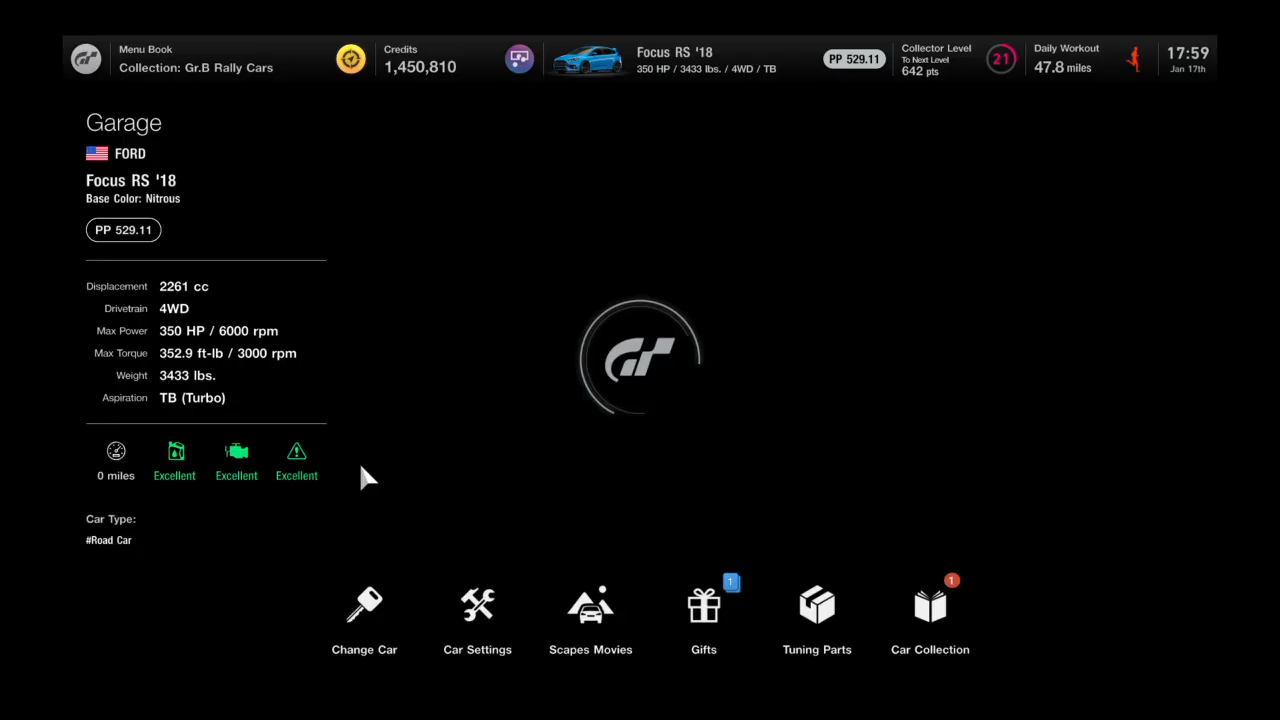 Menu Book
Collection: Gr.B Rally Cars
Credits
1,450,810
Focus RS '18
350 HP / 3433 lbs. / 4WD / TB
PP 529.11
Collector Level
To Next Level
642 pts
21
Daily Workout
47.8 miles
17:59
Jan 17th
Garage
FORD
Focus RS '18
Base Color: Nitrous
PP 529.11
Displacement 2261 cc
Drivetrain 4WD
Max Power 350 HP / 6000 rpm
Max Torque 352.9 ft-lb / 3000 rpm
Weight 3433 lbs.
Aspiration TB (Turbo)
0 miles Excellent Excellent Excellent
Car Type:
#Road Car
1 1
Change Car Car Settings Scapes Movies Gifts Tuning Parts Car Collection